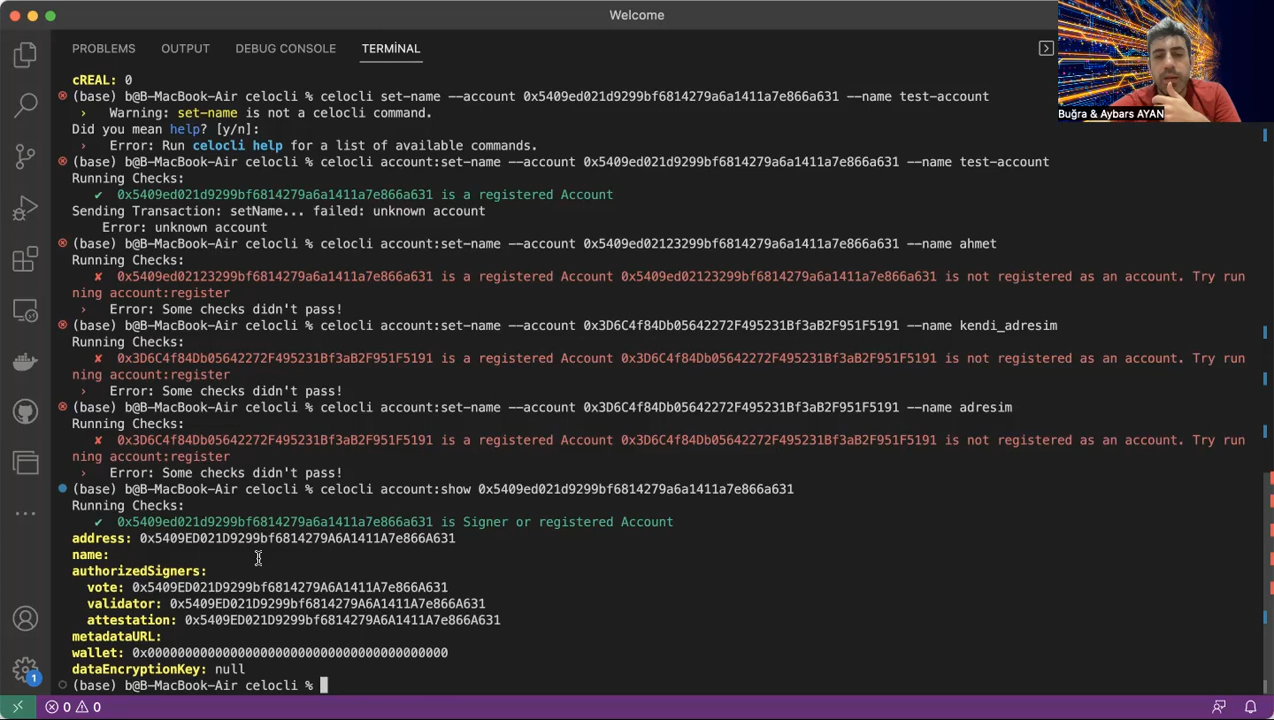 Welcome
PROBLEMS OUTPUT DEBUG CONSOLE TERMİNAL
Buğra & Aybars AYAN
cREAL: 0
(base) b@B-MacBook-Air celocli % celocli set-name --account 0x5409ed021d9299bf6814279a6a1411a7e866a631 --name test-account
› Warning: set-name is not a celocli command.
Did you mean help? [y/n]:
› Error: Run celocli help for a list of available commands.
(base) b@B-MacBook-Air celocli % celocli account:set-name --account 0x5409ed021d9299bf6814279a6a1411a7e866a631 --name test-account
Running Checks:
✔ 0x5409ed021d9299bf6814279a6a1411a7e866a631 is a registered Account
Sending Transaction: setName... failed: unknown account
Error: unknown account
(base) b@B-MacBook-Air celocli % celocli account:set-name --account 0x5409ed02123299bf6814279a6a1411a7e866a631 --name ahmet
Running Checks:
✘ 0x5409ed02123299bf6814279a6a1411a7e866a631 is a registered Account 0x5409ed02123299bf6814279a6a1411a7e866a631 is not registered as an account. Try run
ning account:register
› Error: Some checks didn't pass!
(base) b@B-MacBook-Air celocli % celocli account:set-name --account 0x3D6C4f84Db05642272F495231Bf3aB2F951F5191 --name kendi_adresim
Running Checks:
✘ 0x3D6C4f84Db05642272F495231Bf3aB2F951F5191 is a registered Account 0x3D6C4f84Db05642272F495231Bf3aB2F951F5191 is not registered as an account. Try run
ning account:register
› Error: Some checks didn't pass!
(base) b@B-MacBook-Air celocli % celocli account:set-name --account 0x3D6C4f84Db05642272F495231Bf3aB2F951F5191 --name adresim
Running Checks:
✘ 0x3D6C4f84Db05642272F495231Bf3aB2F951F5191 is a registered Account 0x3D6C4f84Db05642272F495231Bf3aB2F951F5191 is not registered as an account. Try run
ning account:register
› Error: Some checks didn't pass!
(base) b@B-MacBook-Air celocli % celocli account:show 0x5409ed021d9299bf6814279a6a1411a7e866a631
Running Checks:
✔ 0x5409ed021d9299bf6814279a6a1411a7e866a631 is Signer or registered Account
address: 0x5409ED021D9299bf6814279A6A1411A7e866A631
name:
authorizedSigners:
vote: 0x5409ED021D9299bf6814279A6A1411A7e866A631
validator: 0x5409ED021D9299bf6814279A6A1411A7e866A631
attestation: 0x5409ED021D9299bf6814279A6A1411A7e866A631
metadataURL:
wallet: 0x0000000000000000000000000000000000000000
dataEncryptionKey: null
(base) b@B-MacBook-Air celocli %
1
0 0